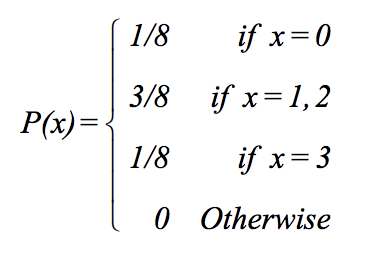 1/8 if x=0
3/8 if x=1,2
P(x)=
1/8 if x=3
0 Otherwise